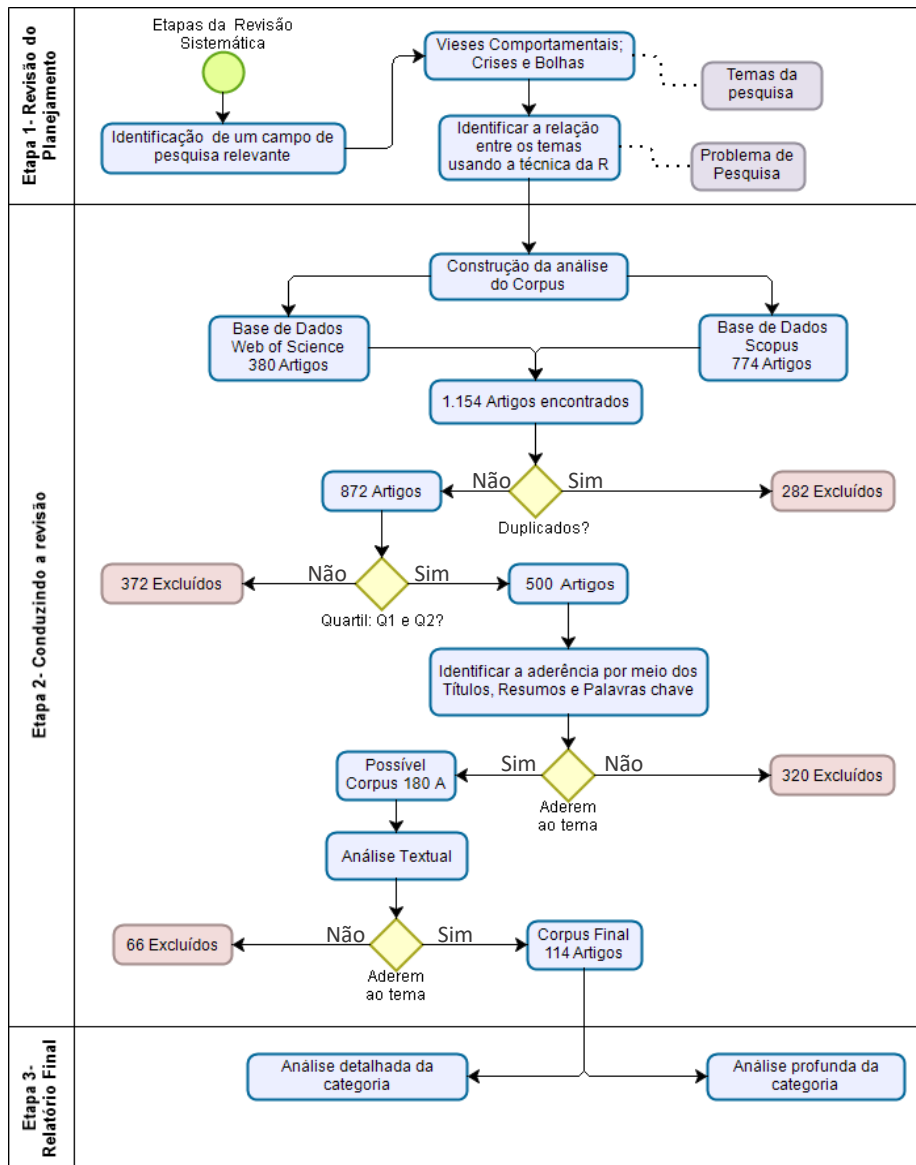 Etapa 1- Revisão do
Planejamento
Etapas da Revisão
Sistemática
Identificação de um campo de
pesquisa relevante
Vieses Comportamentais;
Crises e Bolhas
Temas da
pesquisa
Identificar a relação
entre os temas
usando a técnica da R
Problema de
Pesquisa
Etapa 2- Conduzindo a revisão
Construção da análise
do Corpus
Base de Dados
Web of Science
380 Artigos
Base de Dados
Scopus
774 Artigos
1.154 Artigos encontrados
872 Artigos
Não
Sim
282 Excluídos
Duplicados?
372 Excluídos
Não
Sim
500 Artigos
Quartil: Q1 e Q2?
Identificar a aderência por meio dos
Títulos, Resumos e Palavras chave
Possível
Corpus 180 A
Sim
Não
320 Excluídos
Aderem
ao tema
Análise Textual
66 Excluídos
Não
Sim
Corpus Final
114 Artigos
Aderem
ao tema
Etapa 3-
Relatório Final
Análise detalhada da
categoria
Análise profunda da
categoria